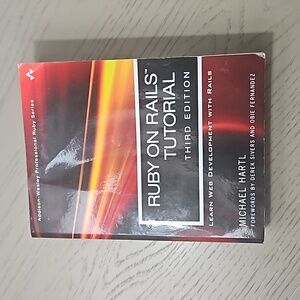 Addison-Wesley Professional Ruby Series
RUBY ON RAILS™
TUTORIAL
THIRD EDITION
LEARN WEB DEVELOPMENT WITH RAILS
MICHAEL HARTL
FOREWORDS BY DEREK SIVERS AND OBIE FERNANDEZ